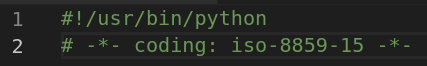 1 #!/usr/bin/python
2 # -*- coding: iso-8859-15 -*-